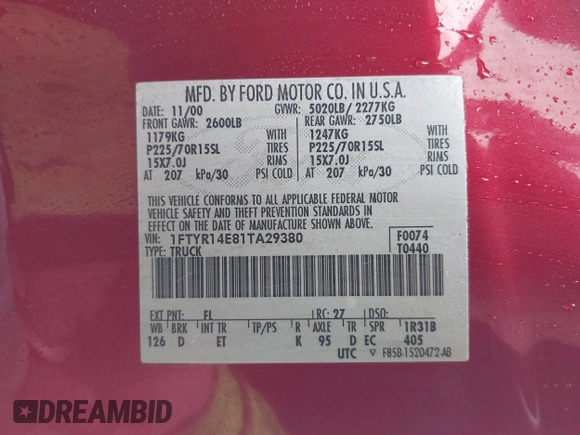 MFD. BY FORD MOTOR CO. IN U.S.A.
DATE: 11/00 GVWR: 5020LB/ 2277KG
FRONT GAWR: 2600LB REAR GAWR: 2750LB
1179KG WITH 1247KG WITH
P225/70R15SL TIRES P225/70R15SL TIRES
15X7.0J RIMS 15X7.0J RIMS
AT 207 kPa/30 PSI COLD AT 207 kPa/30 PSI COLD
THIS VEHICLE CONFORMS TO ALL APPLICABLE FEDERAL MOTOR
VEHICLE SAFETY AND THEFT PREVENTION STANDARDS IN
EFFECT ON THE DATE OF MANUFACTURE SHOWN ABOVE.
VIN: 1FTYR14E81TA29380 F0074
TYPE: TRUCK T0440
EXT PNT: FL RC: 27 DSO:
WB BRK INT TR TP/PS R AXLE TR SPR 1R31B
126 D ET K 95 D EC 405
UTC ▽ F85B-1520472-AB
DREAMBID